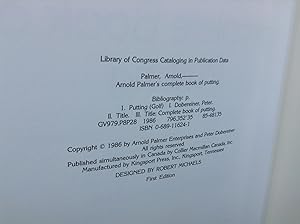 Library of Congress Cataloging in Publication Data
Palmer, Arnold,——
Arnold Palmer's complete book of putting.
Bibliography: p.
1. Putting (Golf) I. Dobereiner, Peter.
II. Title. III. Title: Complete book of putting.
GV979.P8P28 1986 796.352'35 85-48135
ISBN 0-689-11624-1
Copyright © 1986 by Arnold Palmer Enterprises and Peter Dobereiner
All rights reserved
Published simultaneously in Canada by Collier Macmillan Canada, Inc.
Manufactured by Kingsport Press, Inc., Kingsport, Tennessee
DESIGNED BY ROBERT MICHAELS
First Edition